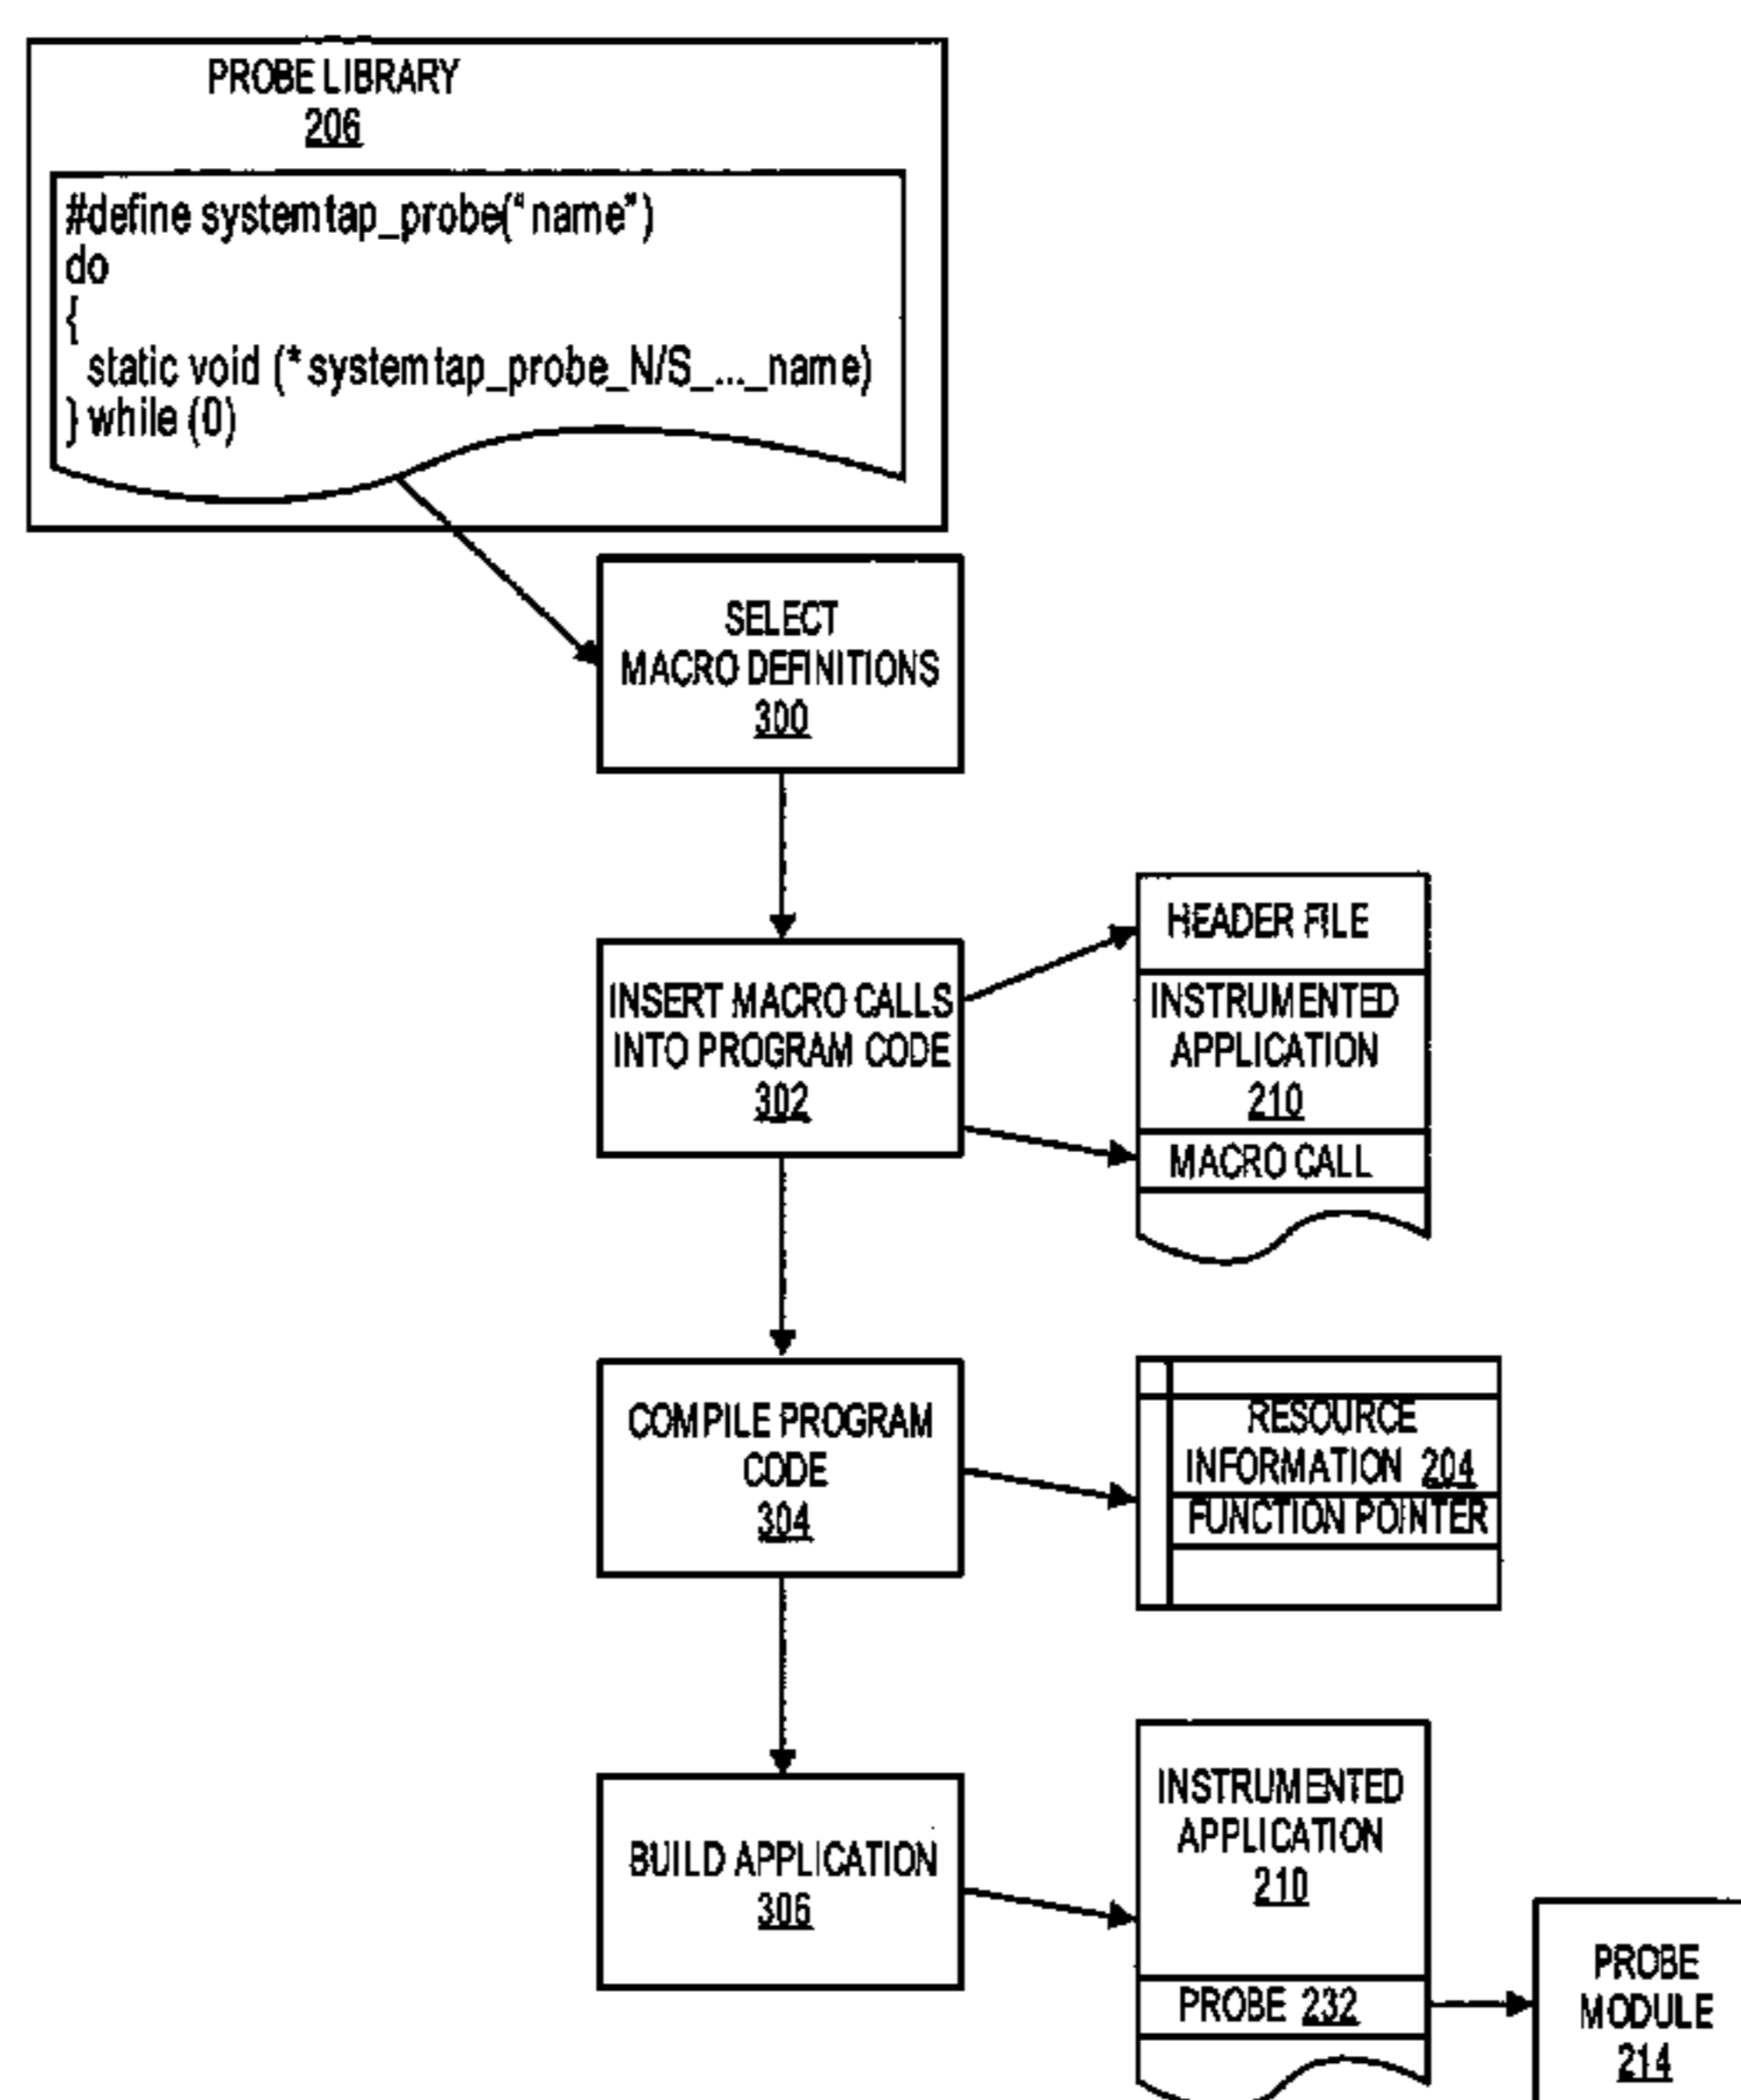 PROBE LIBRARY
206
#define systemtap_probe("name")
do
{
static void (*systemtap_probe_N/S_..._name)
} while (0)
SELECT
MACRO DEFINITIONS
300
INSERT MACRO CALLS
INTO PROGRAM CODE
302
HEADER FILE
INSTRUMENTED
APPLICATION
210
MACRO CALL
COMPILE PROGRAM
CODE
304
RESOURCE
INFORMATION 204
FUNCTION POINTER
BUILD APPLICATION
306
INSTRUMENTED
APPLICATION
210
PROBE 232
PROBE
MODULE
214